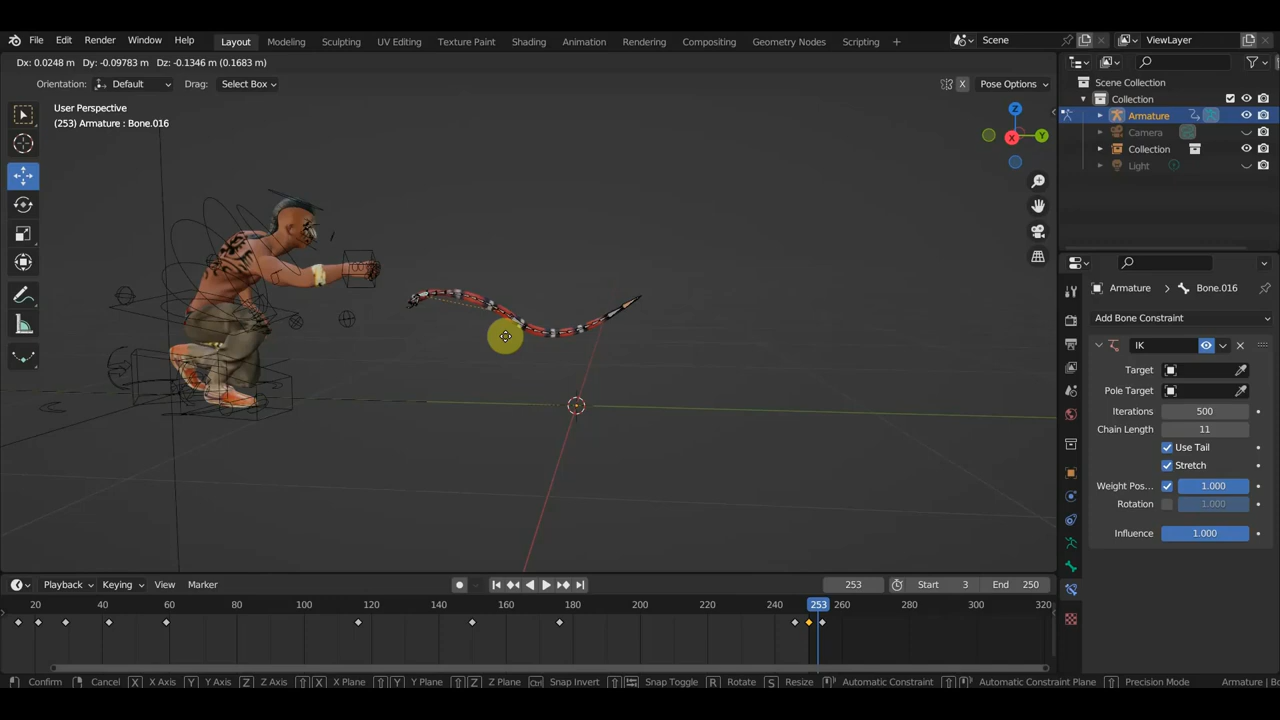 File Edit Render Window Help Layout Modeling Sculpting UV Editing Texture Paint Shading Animation Rendering Compositing Geometry Nodes Scripting + Scene ViewLayer
Dx: 0.0248 m Dy: -0.09783 m Dz: -0.1346 m (0.1683 m)
Orientation: Default Drag: Select Box X Pose Options
User Perspective
(253) Armature : Bone.016
Z
Y
X
Scene Collection
Collection
Armature
Camera
Collection
Light
Armature > Bone.016
Add Bone Constraint
IK
Target
Pole Target
Iterations 500
Chain Length 11
Use Tail
Stretch
Weight Pos... 1.000
Rotation 1.000
Influence 1.000
Playback Keying View Marker 253 Start 3 End 250
20 40 60 80 100 120 140 160 180 200 220 240 253 260 280 300 320
Confirm Cancel X X Axis Y Y Axis Z Z Axis X X Plane Y Y Plane Z Z Plane Ctrl Snap Invert Snap Toggle R Rotate S Resize Automatic Constraint Automatic Constraint Plane Precision Mode Armature | Bo